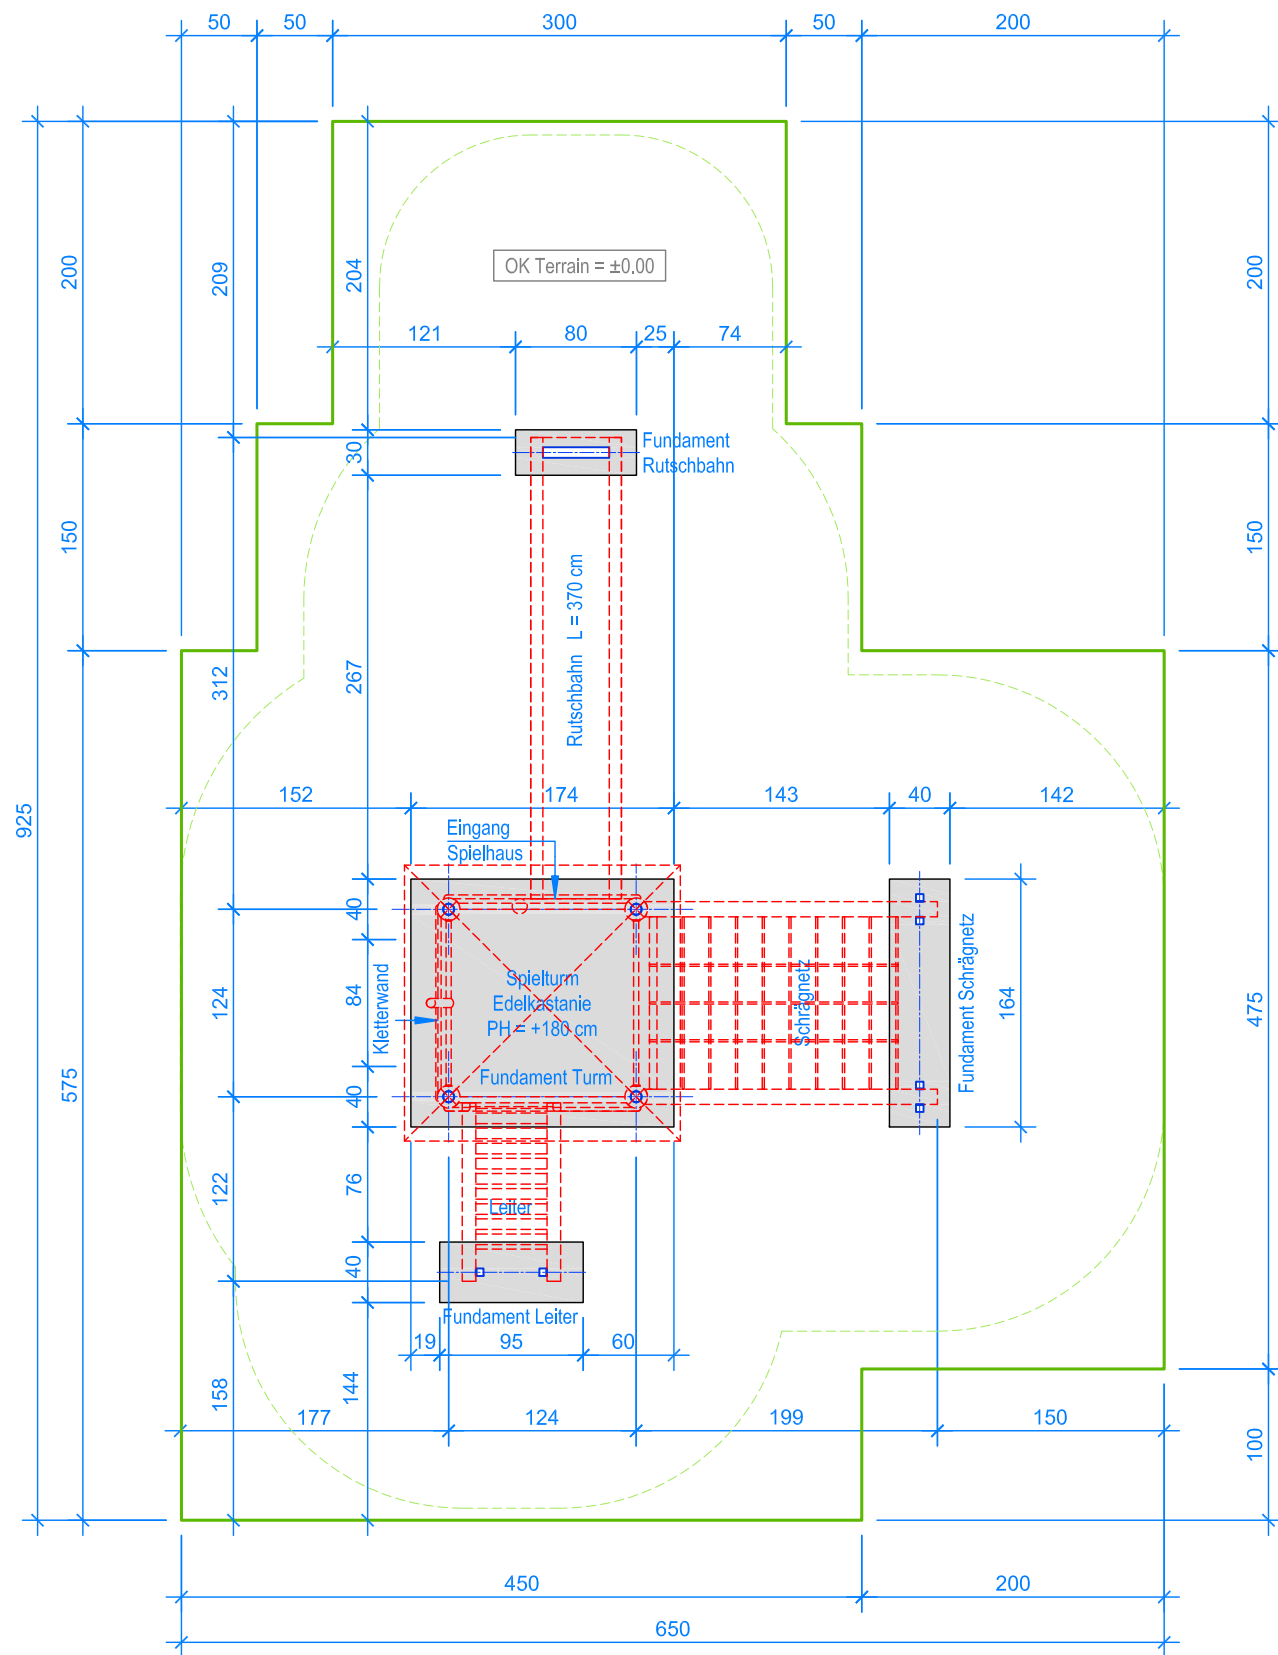 50 50 300 50 200
200
209
204
200
OK Terrain = ±0.00
121 80 25 74
30
Fundament
Rutschbahn
150
150
Rutschbahn L = 370 cm
312
267
925
152 174 143 40 142
Eingang
Spielhaus
40
124
84
40
Kletterwand
Spielturm
Edelkastanie
PH = +180 cm
Fundament Turm
Schrägnetz
Fundament Schrägnetz
164
475
575
122
76
Leiter
40
Fundament Leiter
19 95 60
158
144
177 124 199 150
100
450 200
650